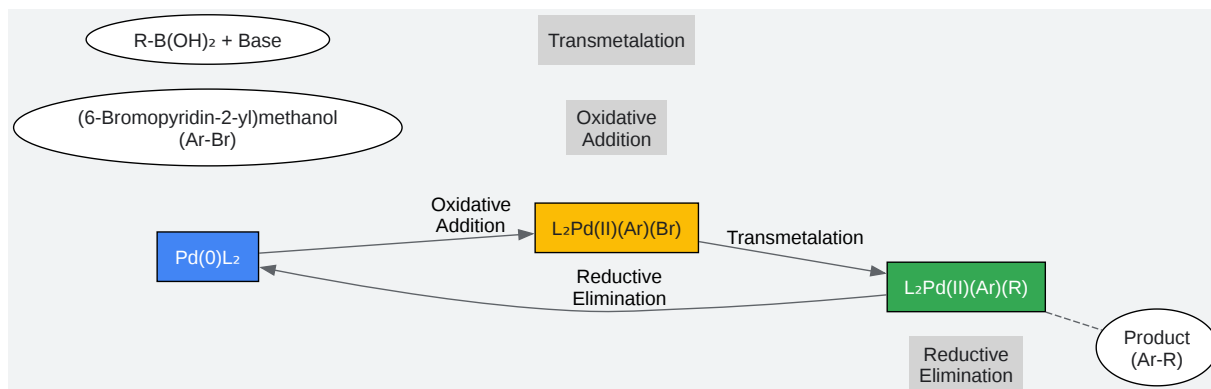 R-B(OH)₂ + Base
Transmetalation
(6-Bromopyridin-2-yl)methanol
(Ar-Br)
Oxidative
Addition
Oxidative
Addition
L₂Pd(II)(Ar)(Br)
Transmetalation
Pd(0)L₂
Reductive
Elimination
L₂Pd(II)(Ar)(R)
Product
(Ar-R)
Reductive
Elimination